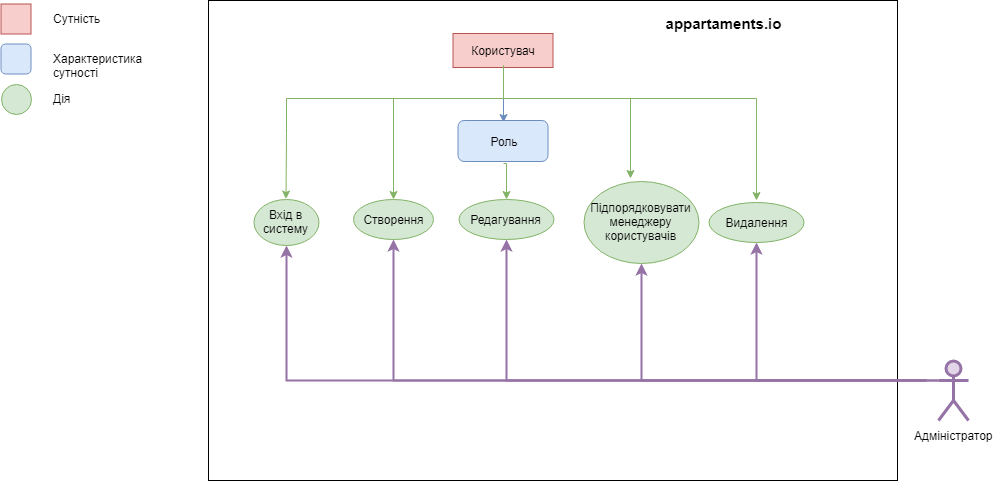 Сутність
Характеристика
сутності
Дія
appartaments.io
Користувач
Роль
Вхід в
систему
Створення
Редагування
Підпорядковувати
менеджеру
користувачів
Видалення
Адміністратор